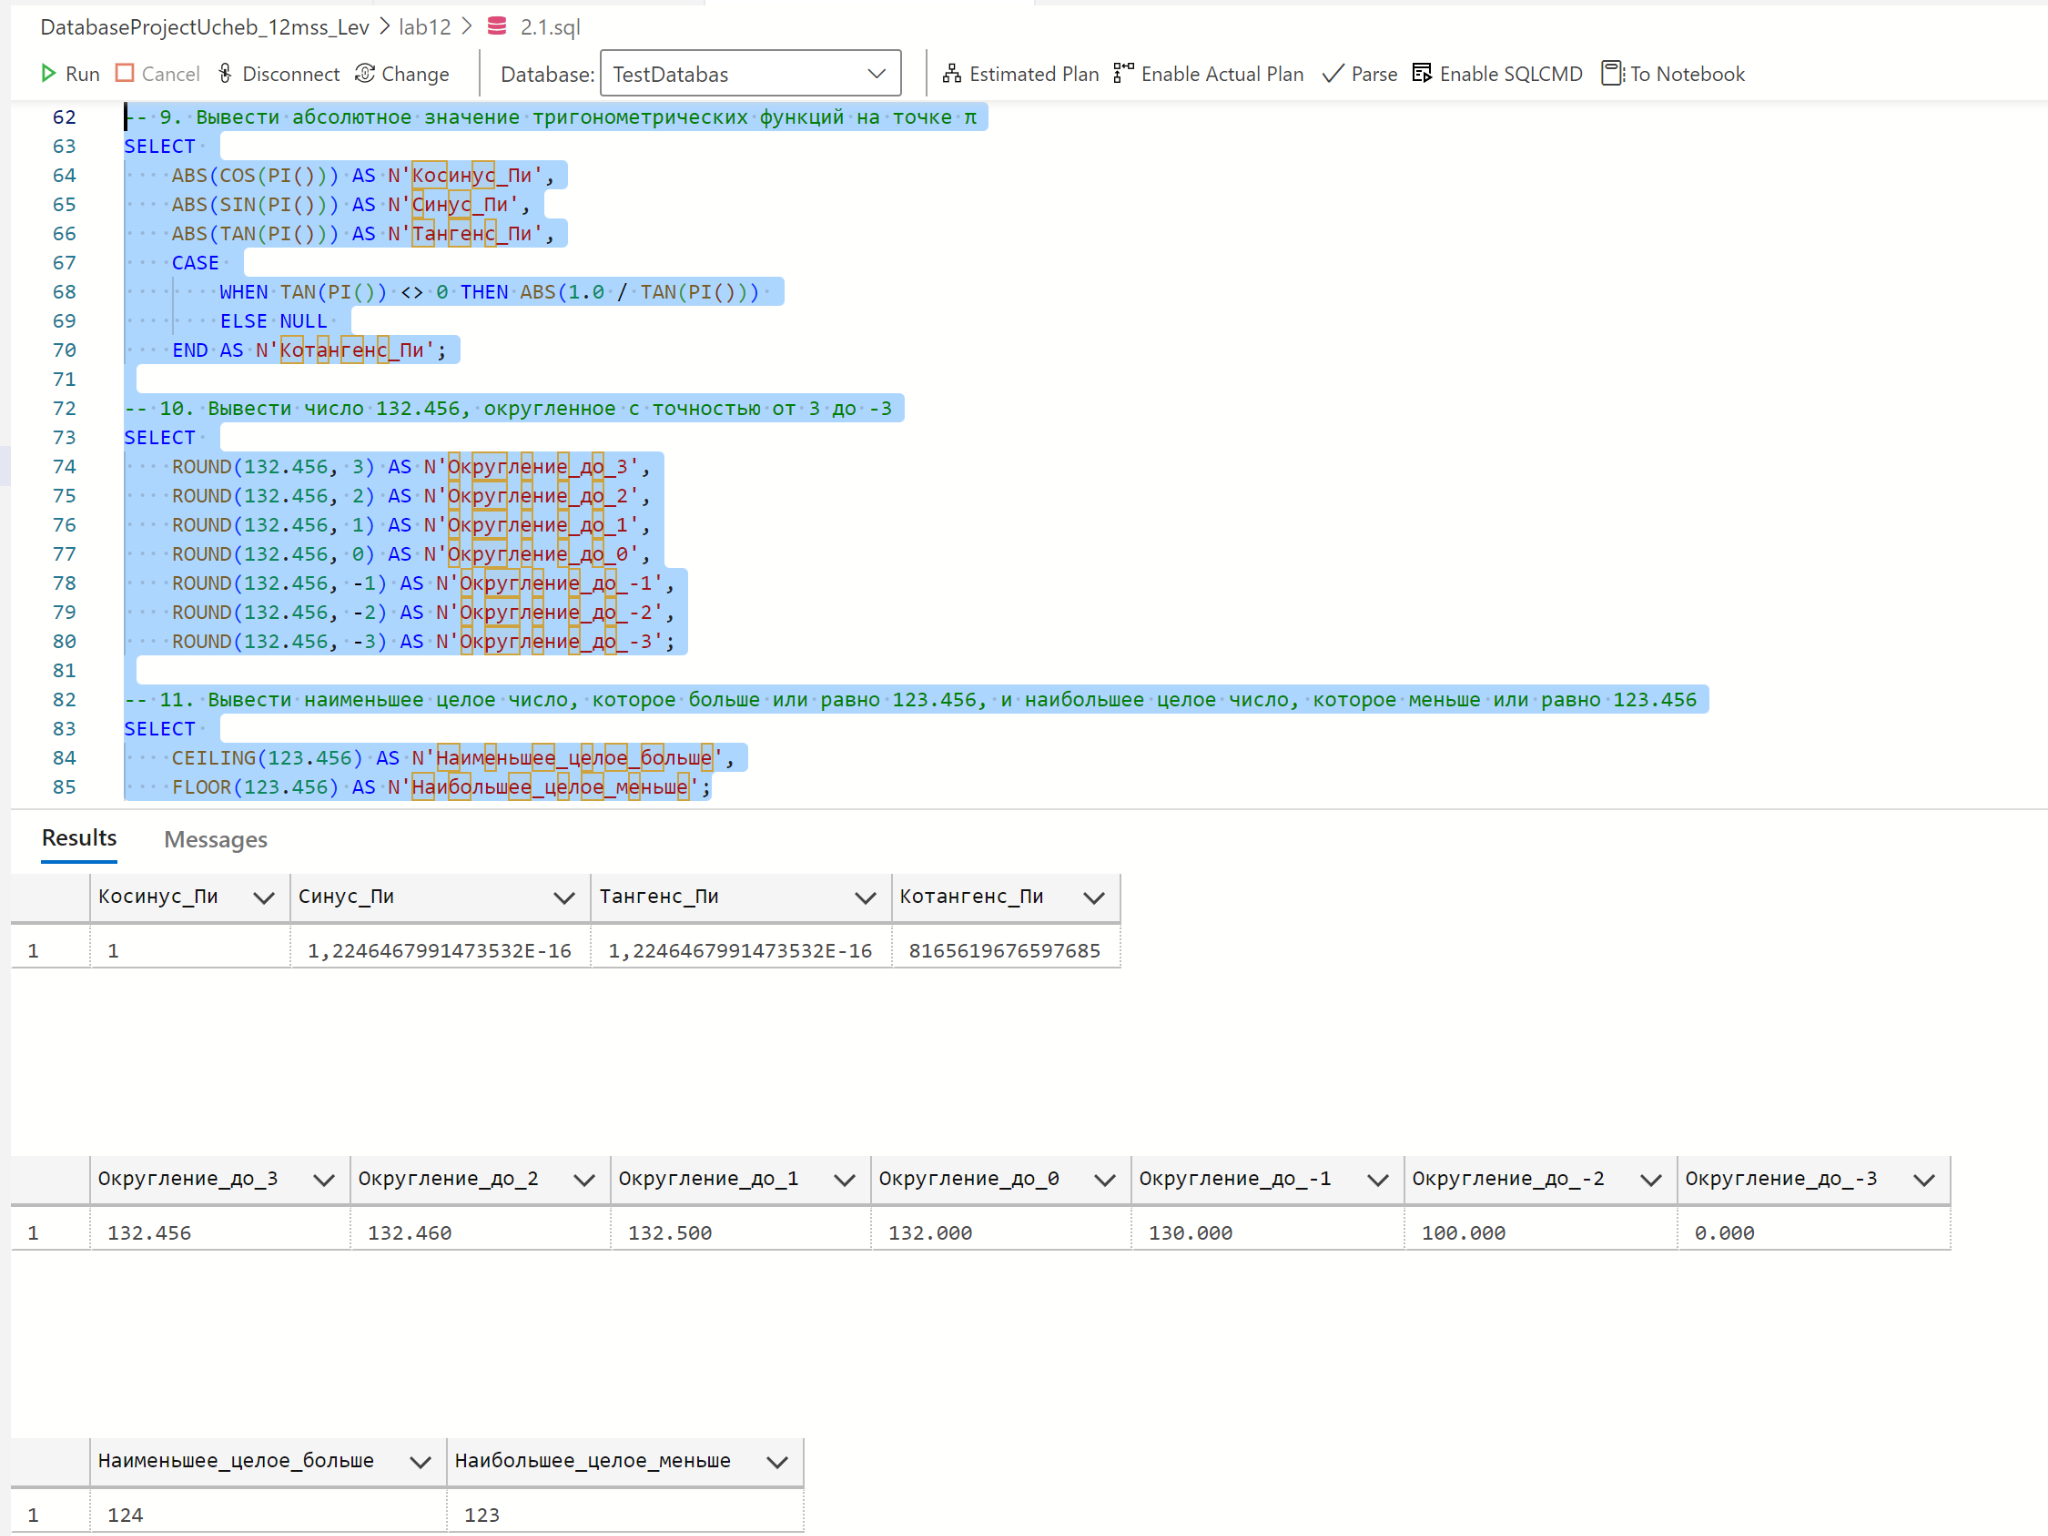 DatabaseProjectUcheb_12mss_Lev > lab12 > 2.1.sql
Run Cancel Disconnect Change Database: TestDatabas Estimated Plan Enable Actual Plan Parse Enable SQLCMD To Notebook
62 -- 9. Вывести абсолютное значение тригонометрических функций на точке π
63 SELECT
64 ABS(COS(PI())) AS N'Косинус_Пи',
65 ABS(SIN(PI())) AS N'Синус_Пи',
66 ABS(TAN(PI())) AS N'Тангенс_Пи',
67 CASE
68 WHEN TAN(PI()) <> 0 THEN ABS(1.0 / TAN(PI()))
69 ELSE NULL
70 END AS N'Котангенс_Пи';
71
72 -- 10. Вывести число 132.456, округленное с точностью от 3 до -3
73 SELECT
74 ROUND(132.456, 3) AS N'Округление_до_3',
75 ROUND(132.456, 2) AS N'Округление_до_2',
76 ROUND(132.456, 1) AS N'Округление_до_1',
77 ROUND(132.456, 0) AS N'Округление_до_0',
78 ROUND(132.456, -1) AS N'Округление_до_-1',
79 ROUND(132.456, -2) AS N'Округление_до_-2',
80 ROUND(132.456, -3) AS N'Округление_до_-3';
81
82 -- 11. Вывести наименьшее целое число, которое больше или равно 123.456, и наибольшее целое число, которое меньше или равно 123.456
83 SELECT
84 CEILING(123.456) AS N'Наименьшее_целое_больше',
85 FLOOR(123.456) AS N'Наибольшее_целое_меньше';
Results Messages
Косинус_Пи Синус_Пи Тангенс_Пи Котангенс_Пи
1 1 1,2246467991473532E-16 1,2246467991473532E-16 8165619676597685
Округление_до_3 Округление_до_2 Округление_до_1 Округление_до_0 Округление_до_-1 Округление_до_-2 Округление_до_-3
1 132.456 132.460 132.500 132.000 130.000 100.000 0.000
Наименьшее_целое_больше Наибольшее_целое_меньше
1 124 123